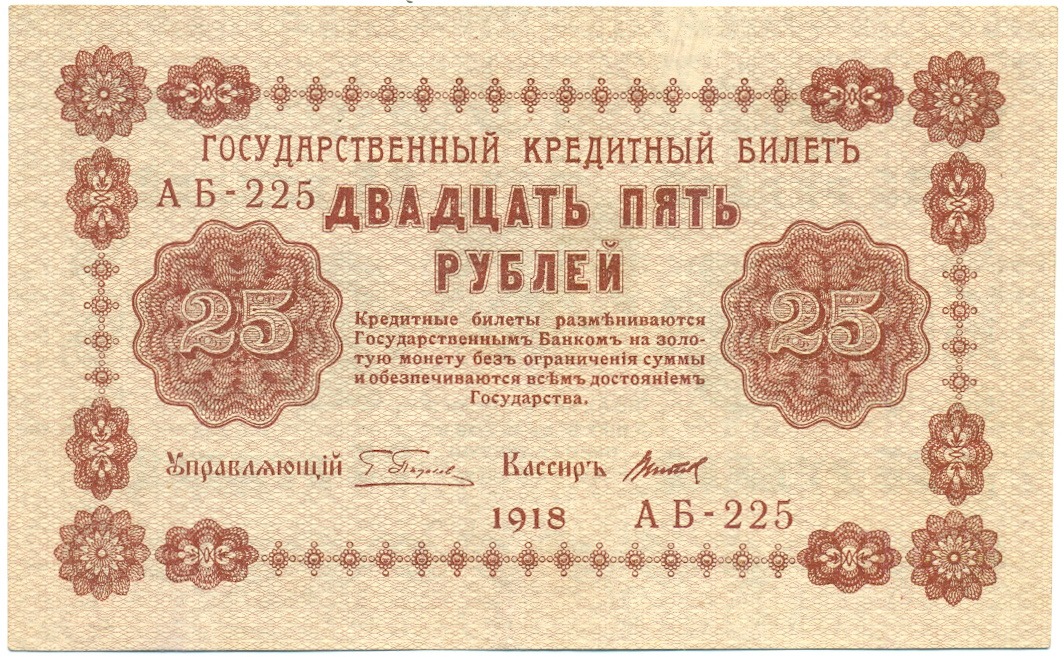 ГОСУДАРСТВЕННЫЙ КРЕДИТНЫЙ БИЛЕТЪ
АБ-225
ДВАДЦАТЬ ПЯТЬ
РУБЛЕЙ
25
25
Кредитные билеты размѣниваются
Государственнымъ Банкомъ на золо-
тую монету безъ ограниченія суммы
и обезпечиваются всѣмъ достояніемъ
Государства.
Управляющій
Кассиръ
1918
АБ-225